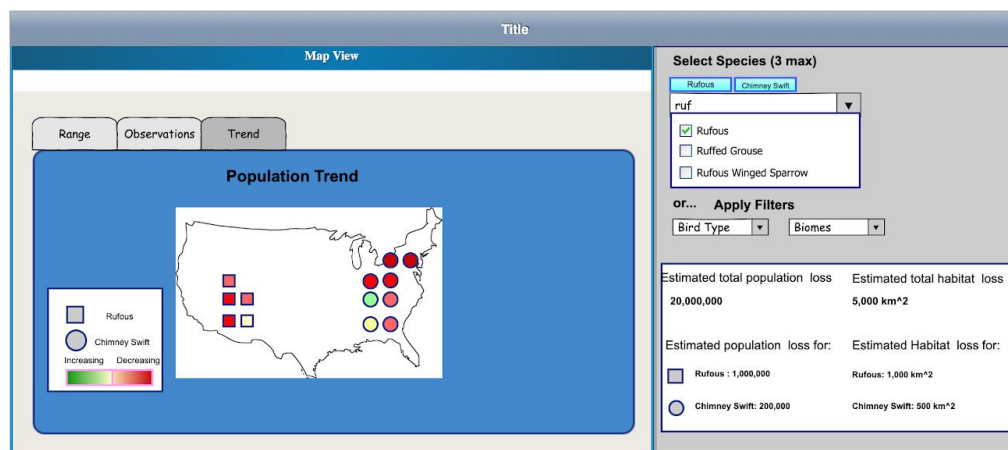 Title
Map View
Range
Observations
Trend
Population Trend
Rufous
Chimney Swift
Increasing Decreasing
Select Species (3 max)
Rufous
Chimney Swift
ruf
Rufous
Ruffed Grouse
Rufous Winged Sparrow
or... Apply Filters
Bird Type
Biomes
Estimated total population loss
Estimated total habitat loss
20,000,000
5,000 km^2
Estimated population loss for:
Estimated Habitat loss for:
Rufous : 1,000,000
Rufous: 1,000 km^2
Chimney Swift: 200,000
Chimney Swift: 500 km^2